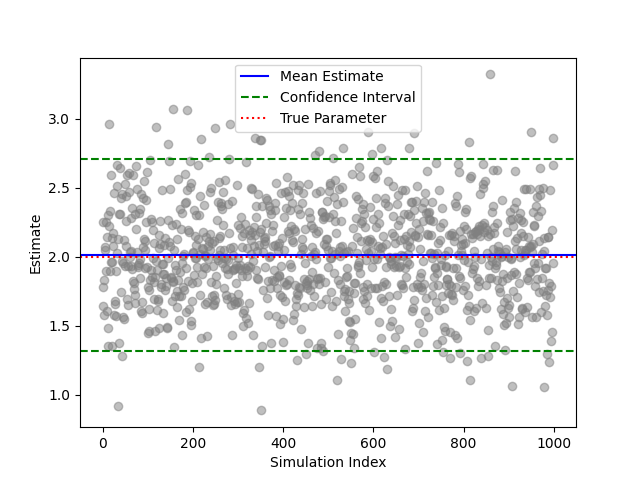 Mean Estimate
Confidence Interval
True Parameter
3.0
2.5
2.0
1.5
1.0
Estimate
0 200 400 600 800 1000
Simulation Index